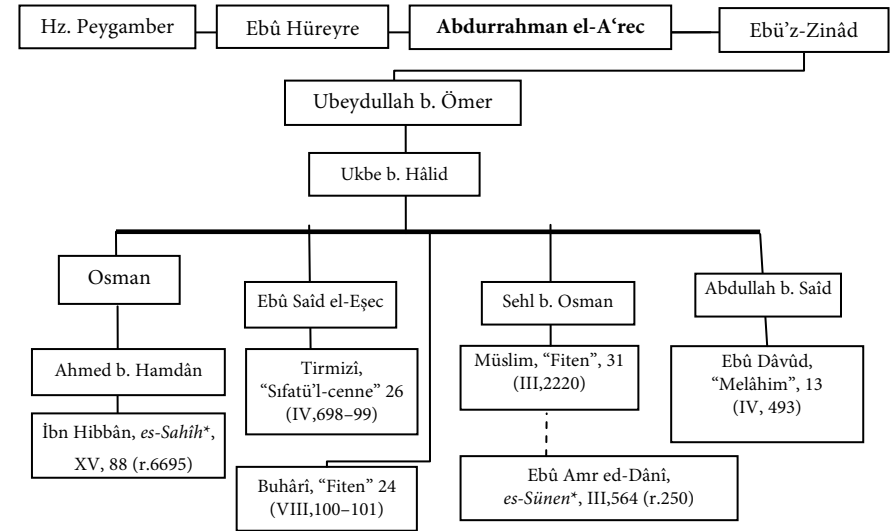 Hz. Peygamber
Ebû Hüreyre
Abdurrahman el-A‘rec
Ebü’z-Zinâd
Ubeydullah b. Ömer
Ukbe b. Hâlid
Osman
Ebû Saîd el-Eşec
Sehl b. Osman
Abdullah b. Saîd
Ahmed b. Hamdân
Tirmizî,
“Sıfatü’l-cenne” 26
(IV,698–99)
Müslim, “Fiten”, 31
(III,2220)
Ebû Dâvûd,
“Melâhim”, 13
(IV, 493)
İbn Hibbân, es-Sahîh*,
XV, 88 (r.6695)
Buhârî, “Fiten” 24
(VIII,100–101)
Ebû Amr ed-Dânî,
es-Sünen*, III,564 (r.250)